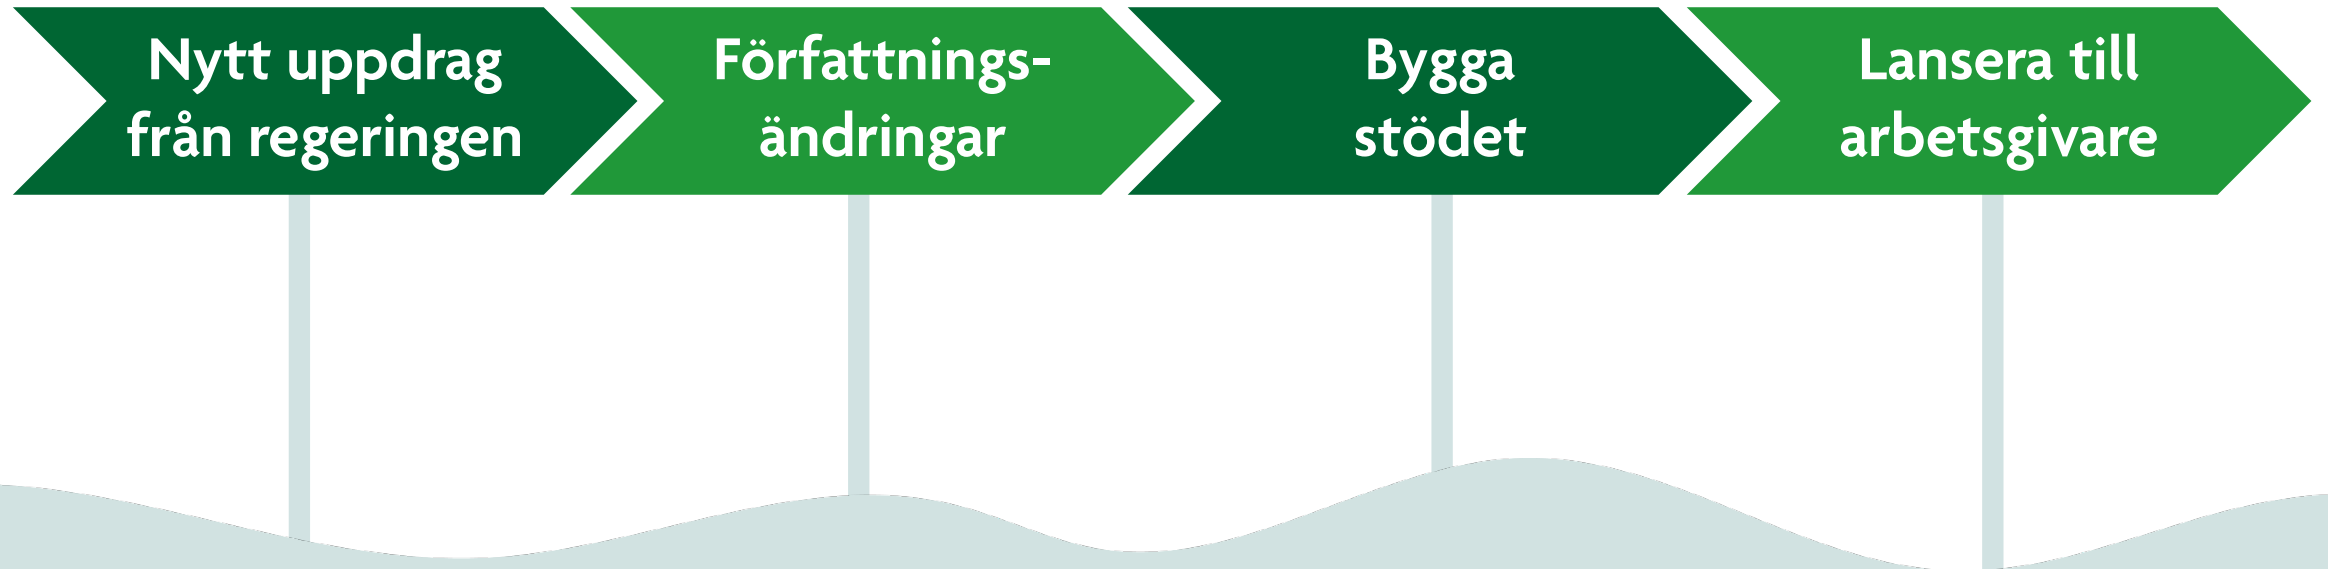 Nytt uppdrag
från regeringen
Författnings-
ändringar
Bygga
stödet
Lansera till
arbetsgivare